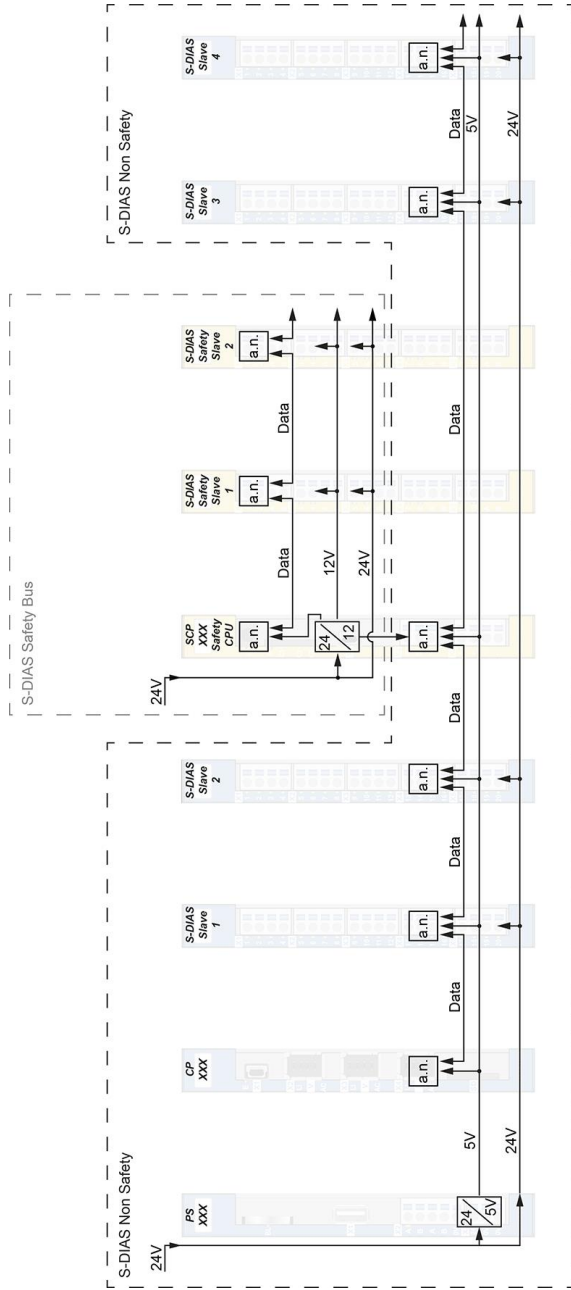 S-DIAS Safety Bus
S-DIAS Non Safety
S-DIAS Non Safety
24V
24V
PS
XXX
CP
XXX
S-DIAS
Slave
1
S-DIAS
Slave
2
SCP
XXX
Safety
CPU
S-DIAS
Safety
Slave
1
S-DIAS
Safety
Slave
2
S-DIAS
Slave
3
S-DIAS
Slave
4
a.n.
a.n.
a.n.
Data
Data
24
12
12V
24V
a.n.
a.n.
a.n.
a.n.
a.n.
a.n.
Data
Data
Data
Data
Data
24
5V
5V
5V
24V
24V